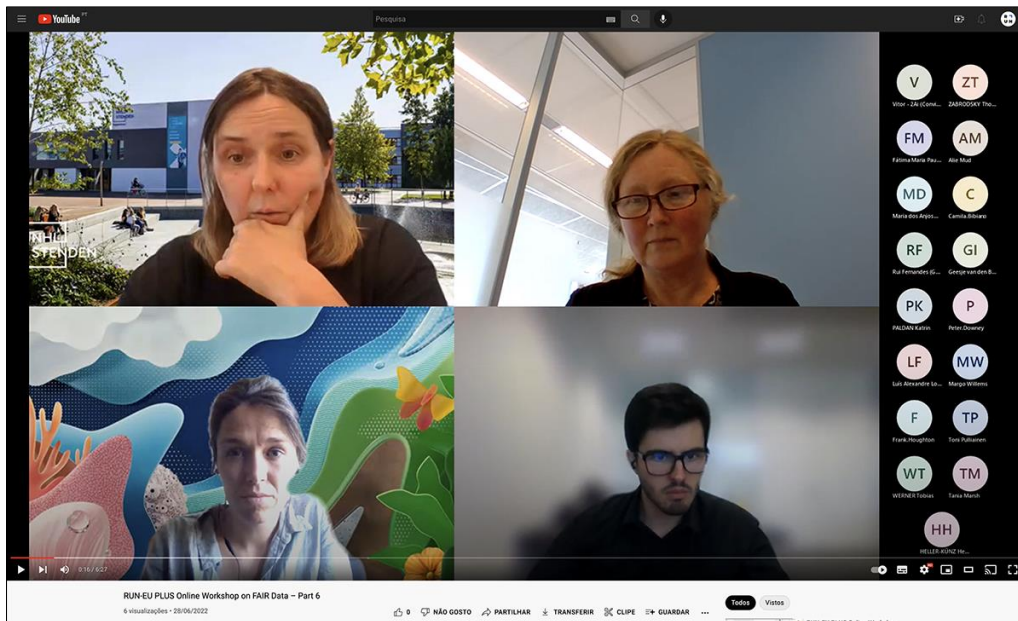 YouTube PT
Pesquisa
NHL
STENDEN
V
ZT
Vitor - 2Ai (Convi...
ZABRODSKY Tho...
FM
AM
Fátima Maria Pau...
Alie Mud
MD
C
Maria dos Anjos...
Camila.Bibiano
RF
GI
Rui Fernandes (G...
Geesje van den B...
PK
P
PALDAN Katrin
Peter.Downey
LF
MW
Luís Alexandre Lo...
Margo Willems
F
TP
Frank.Houghton
Toni Pulliainen
WT
TM
WERNER Tobias
Tania Marsh
HH
HELLER-KÜNZ He...
0:16 / 6:27
RUN-EU PLUS Online Workshop on FAIR Data – Part 6
6 visualizações • 28/06/2022
0 NÃO GOSTO PARTILHAR TRANSFERIR CLIPE GUARDAR ...
Todos Vistos